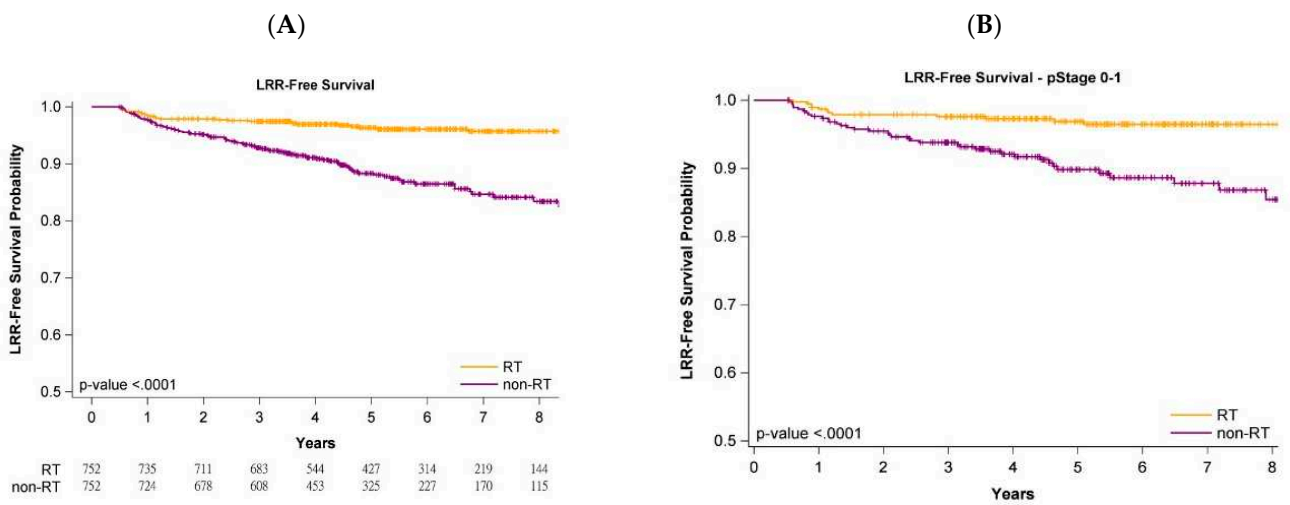 (A)
LRR-Free Survival
LRR-Free Survival Probability
1.0
0.9
0.8
0.7
0.6
0.5
p-value <.0001
RT
non-RT
0 1 2 3 4 5 6 7 8
Years
RT 752 735 711 683 544 427 314 219 144
non-RT 752 724 678 608 453 325 227 170 115
(B)
LRR-Free Survival - pStage 0-1
LRR-Free Survival Probability
1.0
0.9
0.8
0.7
0.6
0.5
p-value <.0001
RT
non-RT
0 1 2 3 4 5 6 7 8
Years